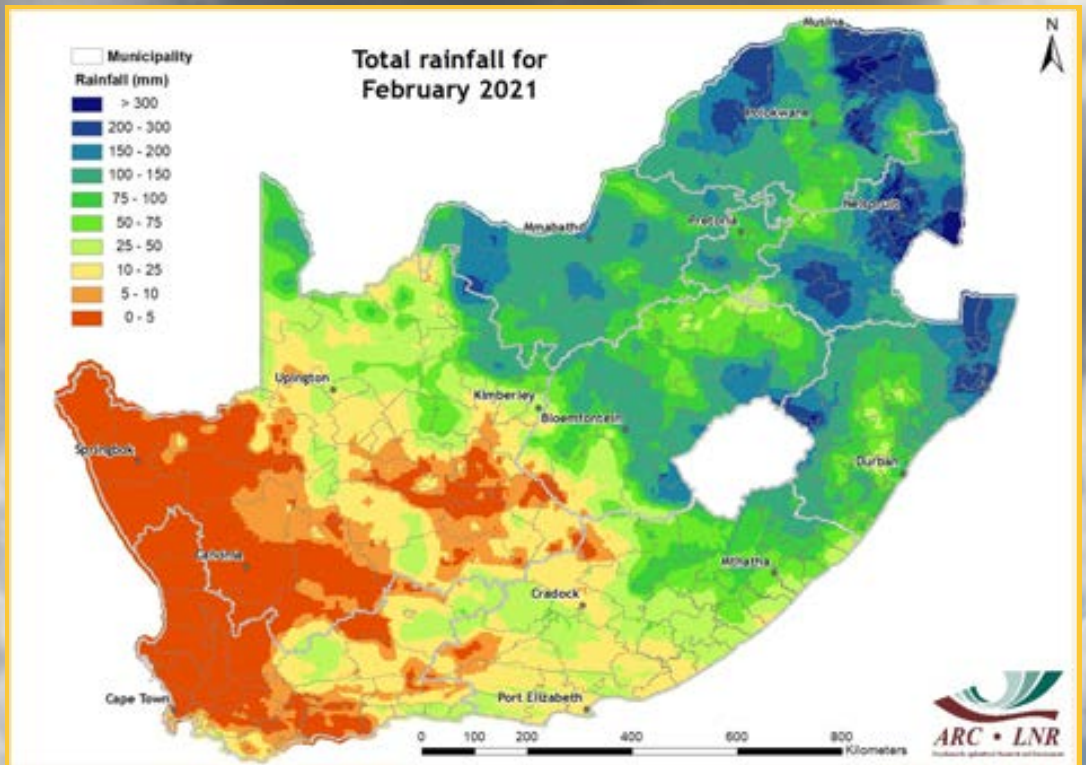 Total rainfall for
February 2021
N
Municipality
Rainfall (mm)
> 300
200 - 300
150 - 200
100 - 150
75 - 100
50 - 75
25 - 50
10 - 25
5 - 10
0 - 5
Musina
Polokwane
Nelspruit
Pretoria
Mmabatho
Upington
Kimberley
Bloemfontein
Springbok
Durban
Calvinia
Mthatha
Cradock
Cape Town
Port Elizabeth
0 100 200 400 600 800
Kilometers
ARC • LNR